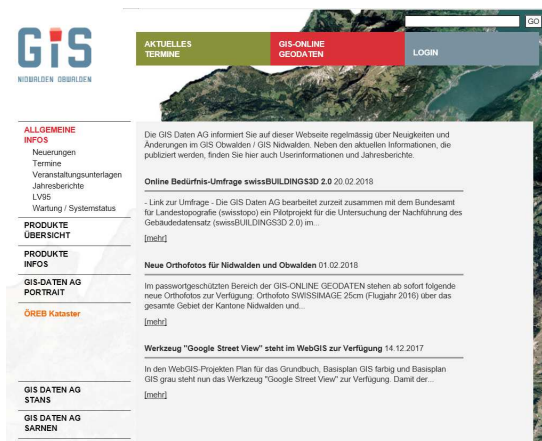 GO
GIS
NIDWALDEN OBWALDEN
AKTUELLES
TERMINE
GIS-ONLINE
GEODATEN
LOGIN
ALLGEMEINE
INFOS
Neuerungen
Termine
Veranstaltungsunterlagen
Jahresberichte
LV95
Wartung / Systemstatus
PRODUKTE
ÜBERSICHT
PRODUKTE
INFOS
GIS-DATEN AG
PORTRAIT
ÖREB Kataster
GIS DATEN AG
STANS
GIS DATEN AG
SARNEN
Die GIS Daten AG informiert Sie auf dieser Webseite regelmässig über Neuigkeiten und
Änderungen im GIS Obwalden / GIS Nidwalden. Neben den aktuellen Informationen, die
publiziert werden, finden Sie hier auch Userinformationen und Jahresberichte.
Online Bedürfnis-Umfrage swissBUILDINGS3D 2.0 20.02.2018
- Link zur Umfrage - Die GIS Daten AG bearbeitet zurzeit zusammen mit dem Bundesamt
für Landestopografie (swisstopo) ein Pilotprojekt für die Untersuchung der Nachführung des
Gebäudedatensatz (swissBUILDINGS3D 2.0) im...
[mehr]
Neue Orthofotos für Nidwalden und Obwalden 01.02.2018
Im passwortgeschützten Bereich der GIS-ONLINE GEODATEN stehen ab sofort folgende
neue Orthofotos zur Verfügung: Orthofoto SWISSIMAGE 25cm (Flugjahr 2016) über das
gesamte Gebiet der Kantone Nidwalden und...
[mehr]
Werkzeug "Google Street View" steht im WebGIS zur Verfügung 14.12.2017
In den WebGIS-Projekten Plan für das Grundbuch, Basisplan GIS farbig und Basisplan
GIS grau steht nun das Werkzeug "Google Street View" zur Verfügung. Damit der...
[mehr]